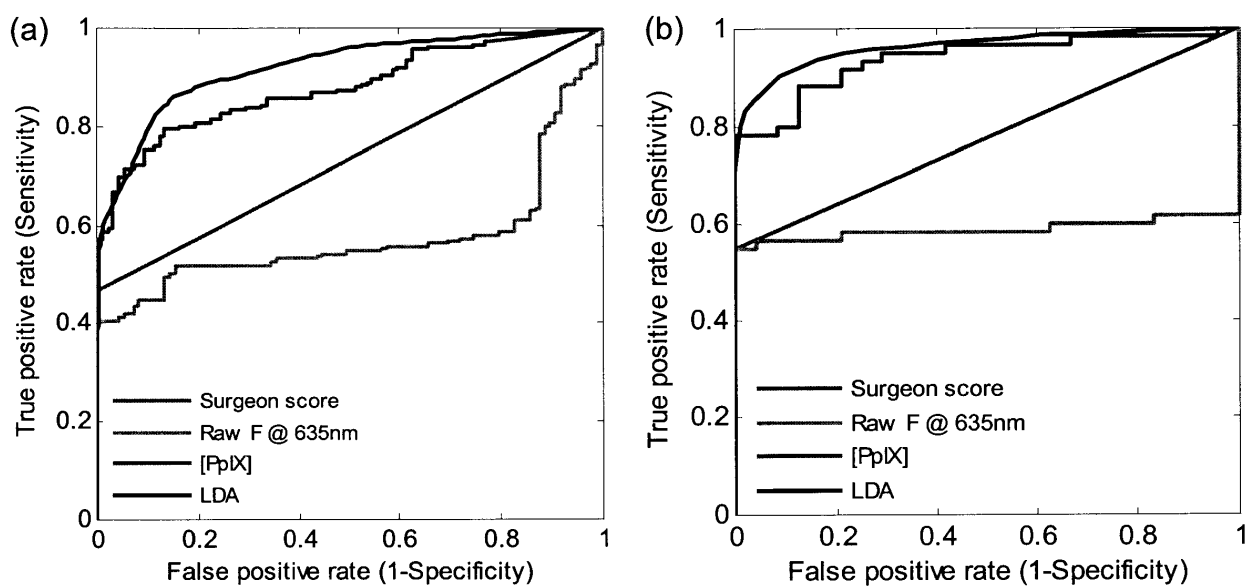 (a)
1
0.8
0.6
0.4
0.2
0
True positive rate (Sensitivity)
Surgeon score
Raw F @ 635nm
[PpIX]
LDA
0 0.2 0.4 0.6 0.8 1
False positive rate (1-Specificity)
(b)
1
0.8
0.6
0.4
0.2
0
True positive rate (Sensitivity)
Surgeon score
Raw F @ 635nm
[PpIX]
LDA
0 0.2 0.4 0.6 0.8 1
False positive rate (1-Specificity)